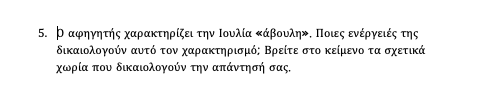 5. Ο αφηγητής χαρακτηρίζει την Ιουλία «άβουλη». Ποιες ενέργειές της
δικαιολογούν αυτό τον χαρακτηρισμό; Βρείτε στο κείμενο τα σχετικά
χωρία που δικαιολογούν την απάντησή σας.